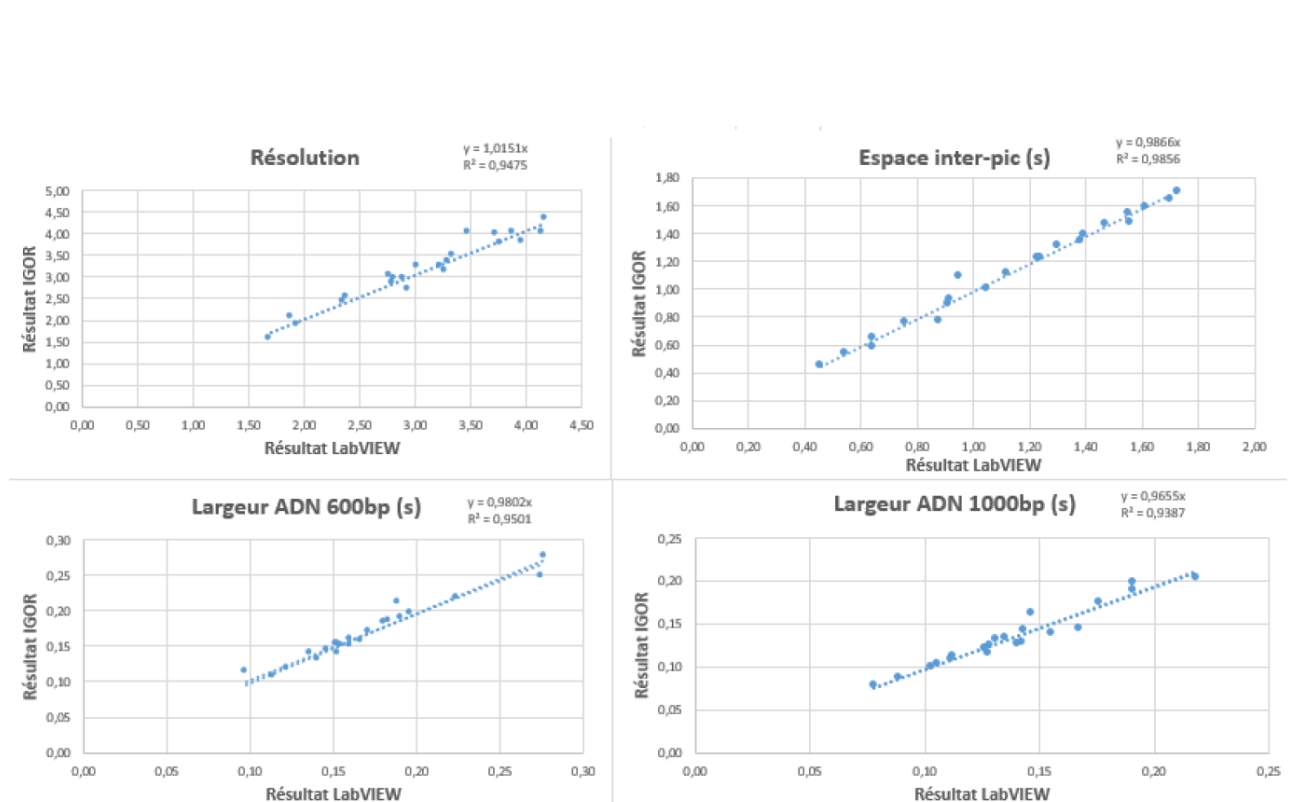 Résolution
y = 1,0151x
R² = 0,9475
5,00
4,50
4,00
3,50
3,00
2,50
2,00
1,50
1,00
0,50
0,00
Résultat IGOR
0,00 0,50 1,00 1,50 2,00 2,50 3,00 3,50 4,00 4,50
Résultat LabVIEW
Espace inter-pic (s)
y = 0,9866x
R² = 0,9856
1,80
1,60
1,40
1,20
1,00
0,80
0,60
0,40
0,20
0,00
Résultat IGOR
0,00 0,20 0,40 0,60 0,80 1,00 1,20 1,40 1,60 1,80 2,00
Résultat LabVIEW
Largeur ADN 600bp (s)
y = 0,9802x
R² = 0,9501
0,30
0,25
0,20
0,15
0,10
0,05
0,00
Résultat IGOR
0,00 0,05 0,10 0,15 0,20 0,25 0,30
Résultat LabVIEW
Largeur ADN 1000bp (s)
y = 0,9655x
R² = 0,9387
0,25
0,20
0,15
0,10
0,05
0,00
Résultat IGOR
0,00 0,05 0,10 0,15 0,20 0,25
Résultat LabVIEW